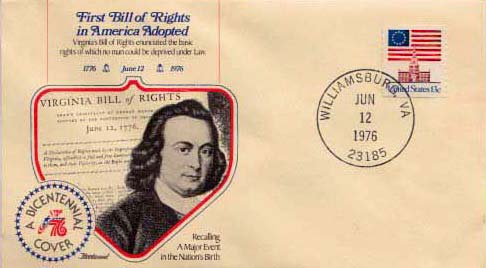 First Bill of Rights
in America Adopted
Virginia's Bill of Rights enunciated the basic
rights of which no man could be deprived under Law.
1776 June 12 1976
VIRGINIA BILL of RIGHTS
June 12, 1776.
A BICENTENNIAL
76
COVER
Fleetwood
Recalling
A Major Event
in the Nation's Birth
United States 13c
WILLIAMSBURG, VA
JUN
12
1976
23185